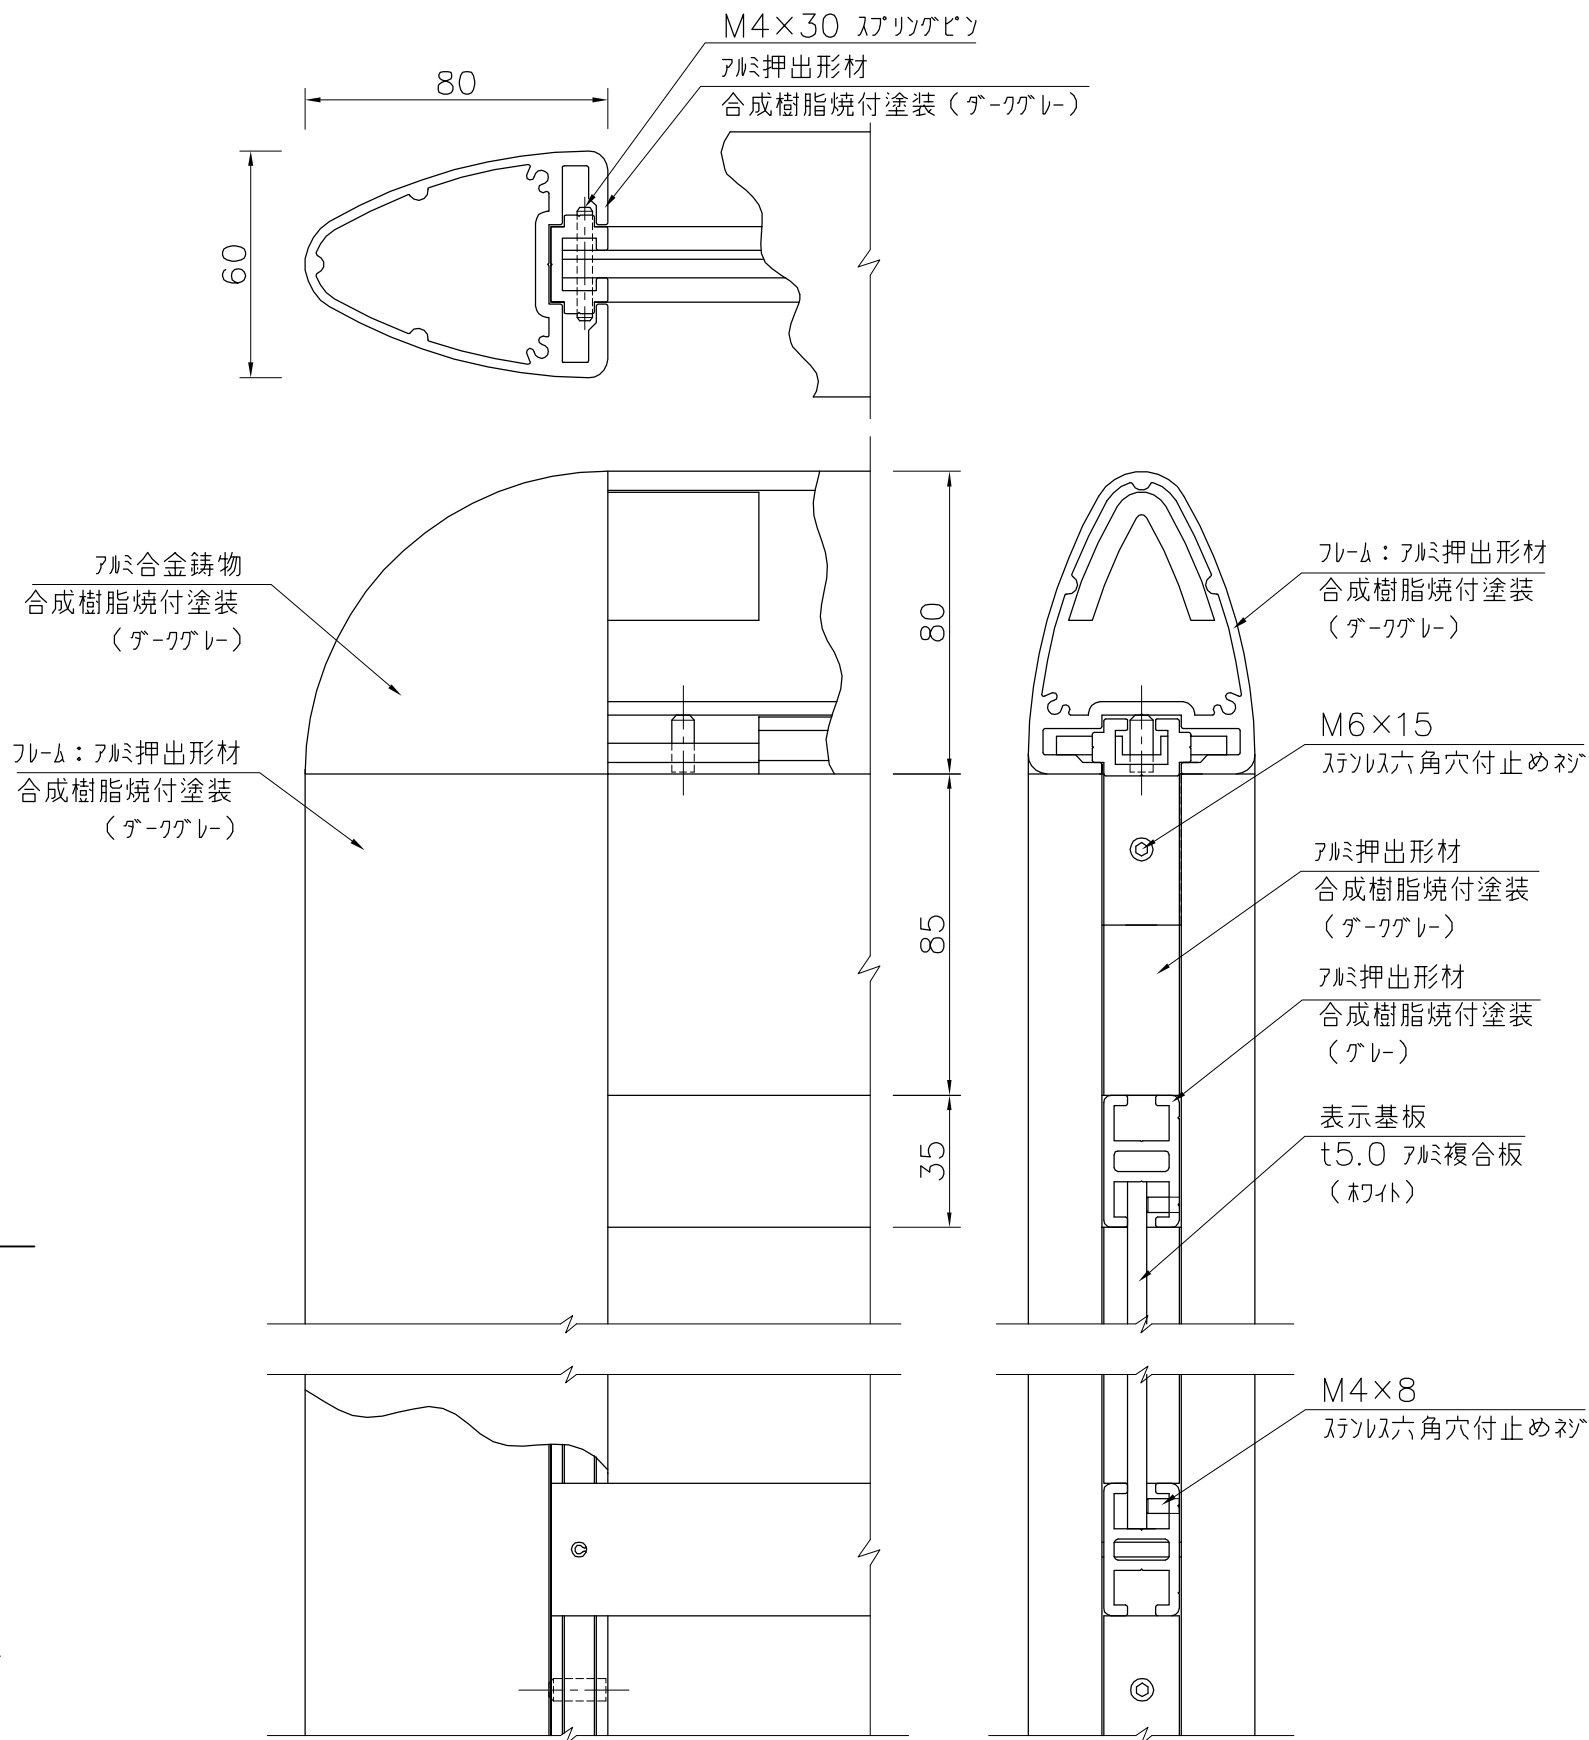 M4×30 スプリングピン
アルミ押出形材
合成樹脂焼付塗装（ダークグレー）
80
60
アルミ合金鋳物
合成樹脂焼付塗装
（ダークグレー）
フレーム：アルミ押出形材
合成樹脂焼付塗装
（ダークグレー）
80
85
35
フレーム：アルミ押出形材
合成樹脂焼付塗装
（ダークグレー）
M6×15
ステンレス六角穴付止めネジ
アルミ押出形材
合成樹脂焼付塗装
（ダークグレー）
アルミ押出形材
合成樹脂焼付塗装
（グレー）
表示基板
t5.0 アルミ複合板
（ホワイト）
M4×8
ステンレス六角穴付止めネジ